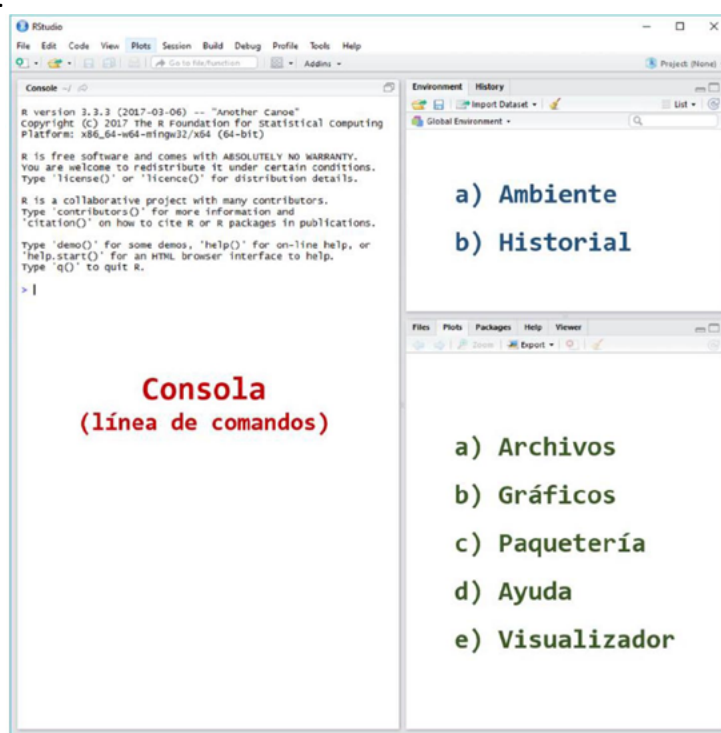 RStudio
File Edit Code View Plots Session Build Debug Profile Tools Help
Go to file/function Addins
Project: (None)
Console ~/
R version 3.3.3 (2017-03-06) -- "Another Canoe"
Copyright (C) 2017 The R Foundation for Statistical Computing
Platform: x86_64-w64-mingw32/x64 (64-bit)
R is free software and comes with ABSOLUTELY NO WARRANTY.
You are welcome to redistribute it under certain conditions.
Type 'license()' or 'licence()' for distribution details.
R is a collaborative project with many contributors.
Type 'contributors()' for more information and
'citation()' on how to cite R or R packages in publications.
Type 'demo()' for some demos, 'help()' for on-line help, or
'help.start()' for an HTML browser interface to help.
Type 'q()' to quit R.
>
Consola
(línea de comandos)
Environment History
Import Dataset List
Global Environment
a) Ambiente
b) Historial
Files Plots Packages Help Viewer
Zoom Export
a) Archivos
b) Gráficos
c) Paquetería
d) Ayuda
e) Visualizador